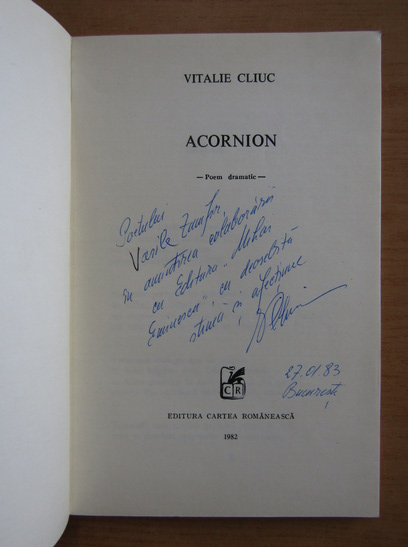 VITALIE CLIUC
ACORNION
— Poem dramatic —
Poetului
Vasile Zamfir,
în amintirea colaborării
cu Editura „Mihai
Eminescu”, cu deosebită
stimă și afecțiune
27.01.83
București
CR
EDITURA CARTEA ROMÂNEASCĂ
1982